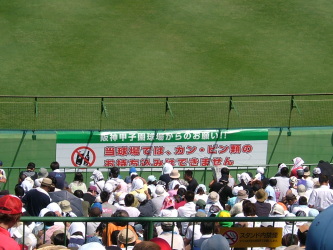 阪神甲子園球場からのお願い!!
当球場では、カン・ビン類の
お持ち込みはできません